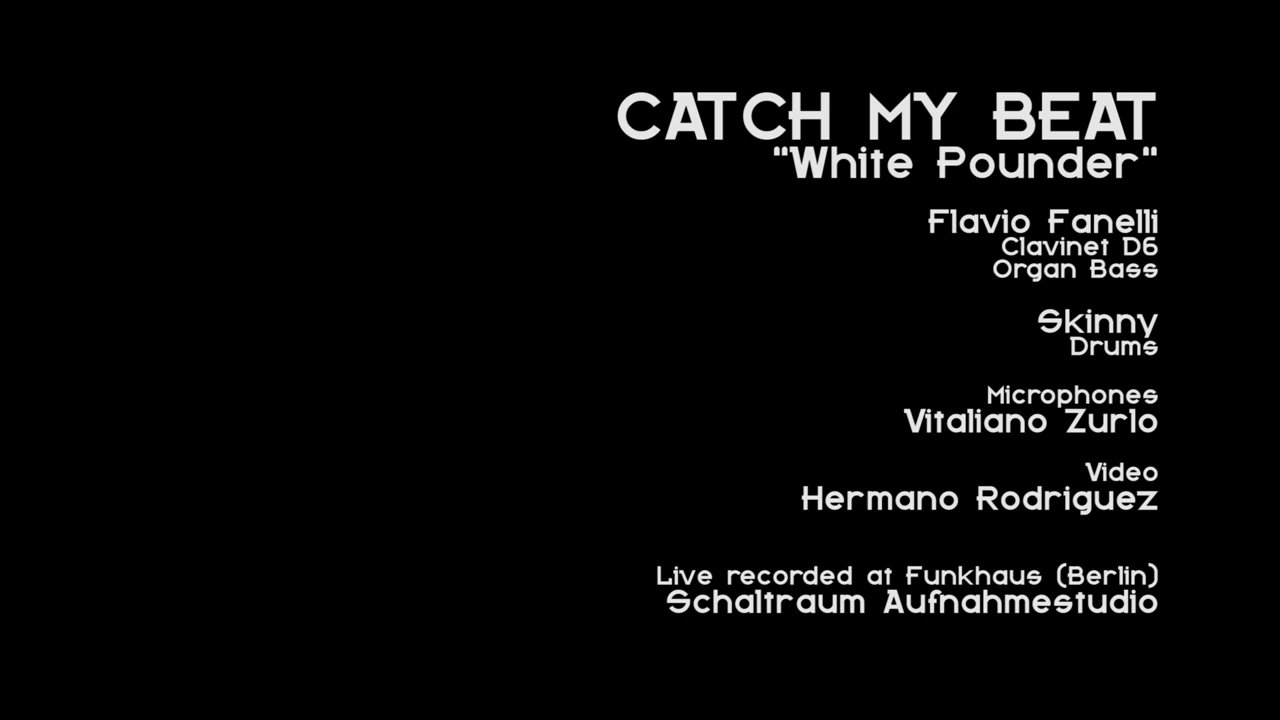 CATCH MY BEAT
"White Pounder"
Flavio Fanelli
Clavinet D6
Organ Bass
Skinny
Drums
Microphones
Vitaliano Zurlo
Video
Hermano Rodriguez
Live recorded at Funkhaus (Berlin)
Schaltraum Aufnahmestudio